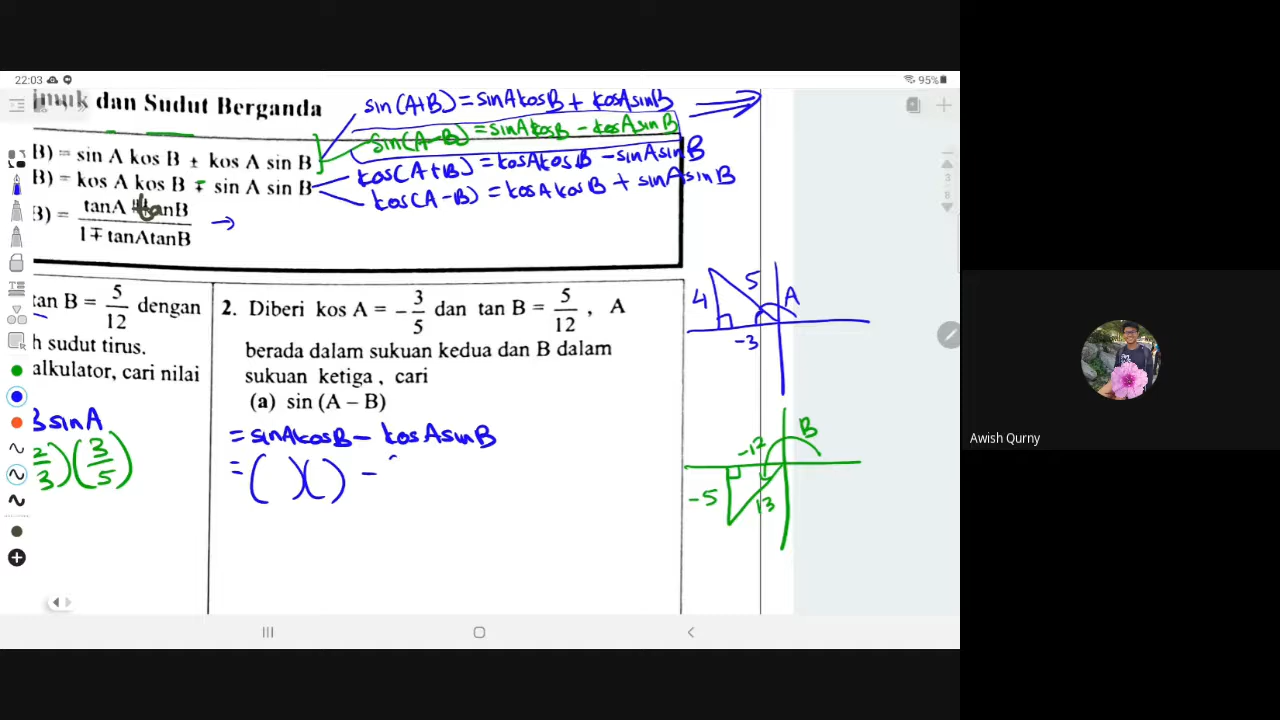 22:03 95%
dan Sudut Berganda
sin(A+B)=sinAkosB + kosAsinB
sin(A-B)=sinAkosB - kosAsinB
kos(A+B)=kosAkosB -sinAsinB
kos(A-B)=kosAkosB + sinAsinB
B) = sin A kos B ± kos A sin B
B) = kos A kos B ∓ sin A sin B
B) = tanA tanB
1∓tanAtanB
→
tan B = 5/12 dengan
h sudut tirus.
alkulator, cari nilai
sinA
(3/5)
2. Diberi kos A = -3/5 dan tan B = 5/12 , A
berada dalam sukuan kedua dan B dalam
sukuan ketiga , cari
(a) sin (A – B)
= sinAkosB - kosAsinB
= ( )( ) -
4 5 A
-3
-12 B
-5 13
3
8
Awish Qurny